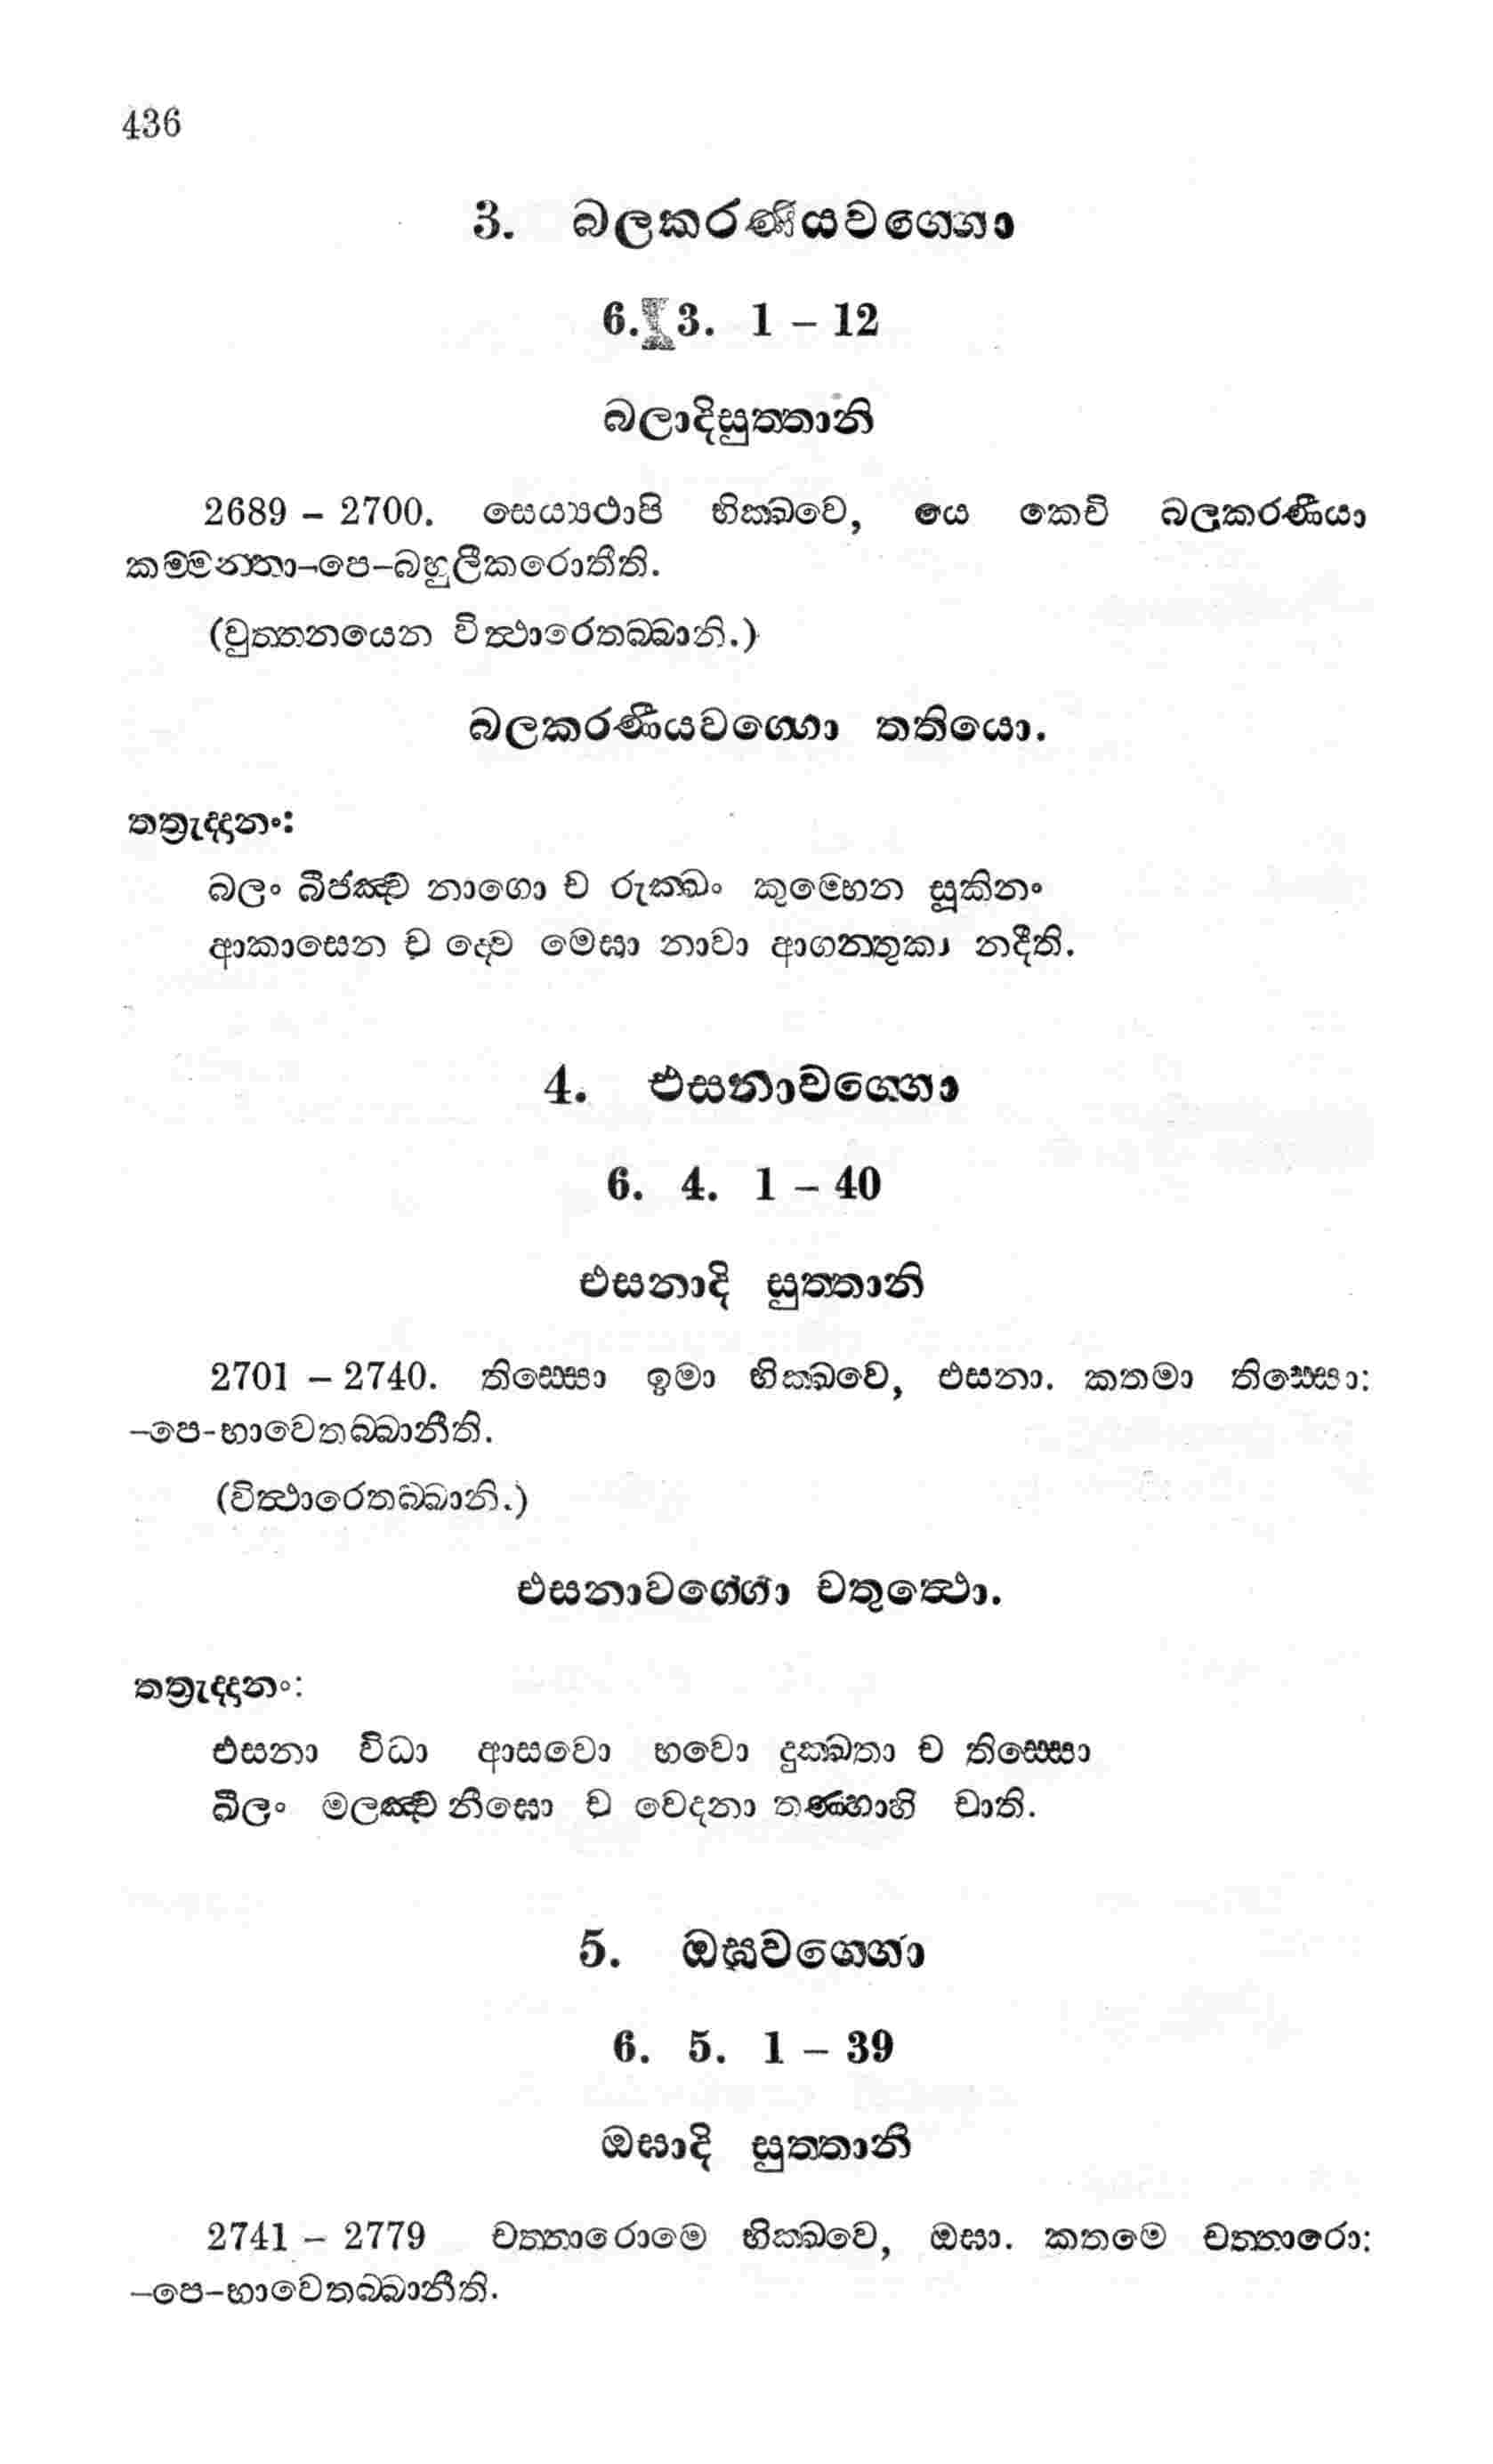 436
3. බලකරණීයවග්ගො
6. 3. 1 – 12
බලාදිසුත්තානි
2689 – 2700. සෙය්‍යථාපි භික්ඛවෙ, යෙ කෙචි බලකරණීයා
කම්මන්තා–පෙ–බහුලීකරොතීති.
(වුත්තනයෙන විත්ථාරෙතබ්බානි.)
බලකරණීයවග්ගො තතියො.
තත්‍රුද්දානං:
බලං බීජඤ්ච නාගො ච රුක්ඛං කුම්භෙන සූකිනං
ආකාසෙන ච ද්වෙ මෙඝා නාවා ආගන්තුකා නදීති.
4. එසනාවග්ගො
6. 4. 1 – 40
එසනාදි සුත්තානි
2701 – 2740. තිස්සො ඉමා භික්ඛවෙ, එසනා. කතමා තිස්සො:
–පෙ-භාවෙතබ්බානීති.
(විත්ථාරෙතබ්බානි.)
එසනාවග්ගො චතුත්ථො.
තත්‍රුද්දානං:
එසනා විධා ආසවො භවො දුක්ඛතා ච තිස්සො
ඛීලං මලඤ්ච නීඝො ච වෙදනා තණ්හාහි චාති.
5. ඔඝවග්ගො
6. 5. 1 – 39
ඔඝාදි සුත්තානි
2741 – 2779 චත්තාරොමෙ භික්ඛවෙ, ඔඝා. කතමෙ චත්තාරො:
–පෙ–භාවෙතබ්බානීති.